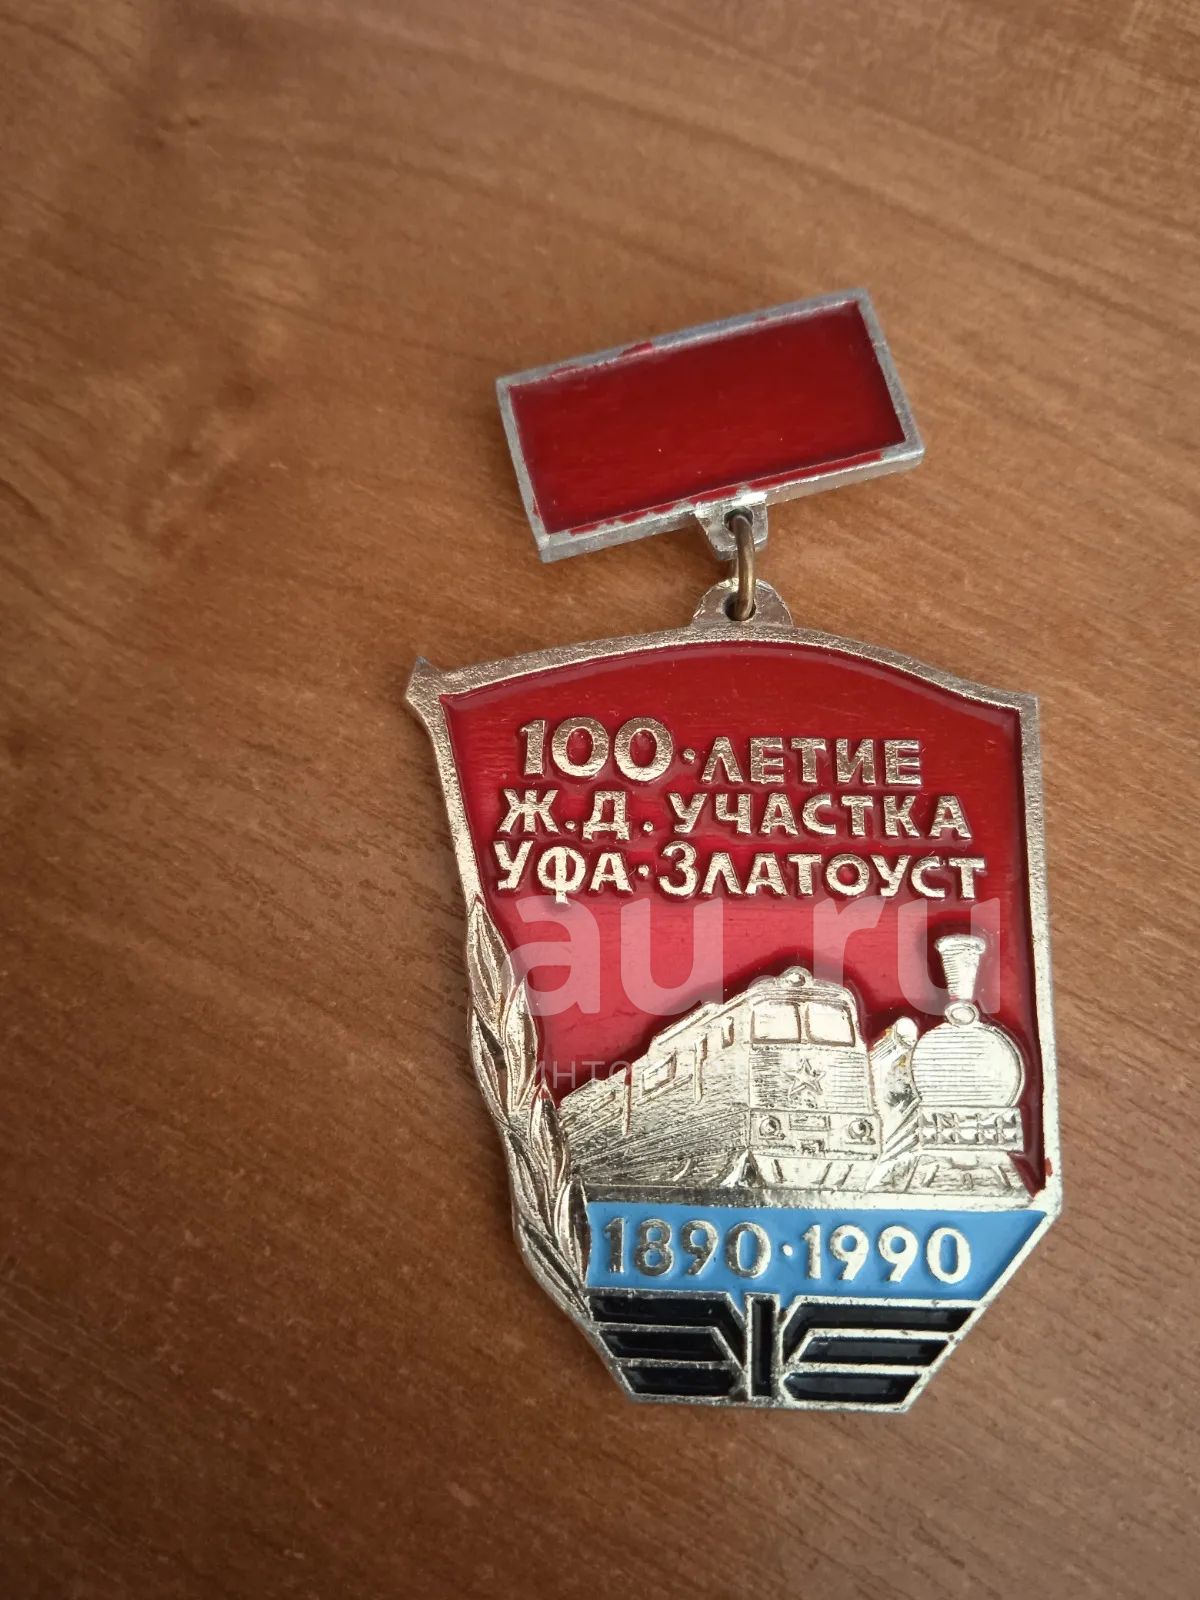 100·ЛЕТИЕ
Ж.Д. УЧАСТКА
УФА·ЗЛАТОУСТ
au.ru
1890·1990